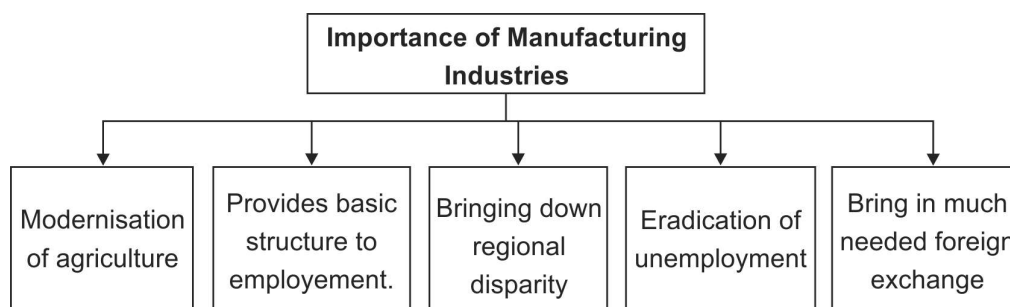 Importance of Manufacturing
Industries
Modernisation
of agriculture
Provides basic
structure to
employement.
Bringing down
regional
disparity
Eradication of
unemployment
Bring in much
needed foreign
exchange